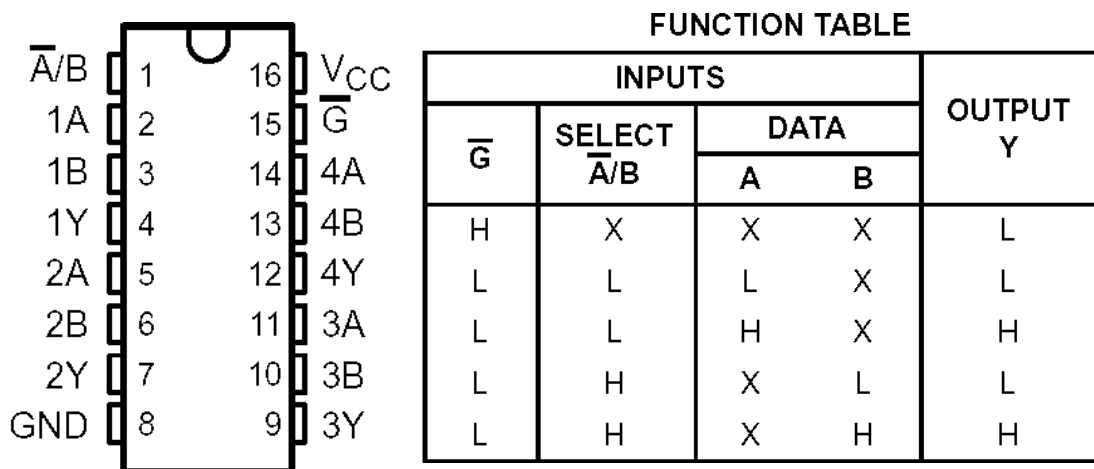 A̅/B 1 16 VCC
1A 2 15 G̅
1B 3 14 4A
1Y 4 13 4B
2A 5 12 4Y
2B 6 11 3A
2Y 7 10 3B
GND 8 9 3Y
FUNCTION TABLE
INPUTS OUTPUT Y
G̅ SELECT A̅/B DATA
A B
H X X X L
L L L X L
L L H X H
L H X L L
L H X H H